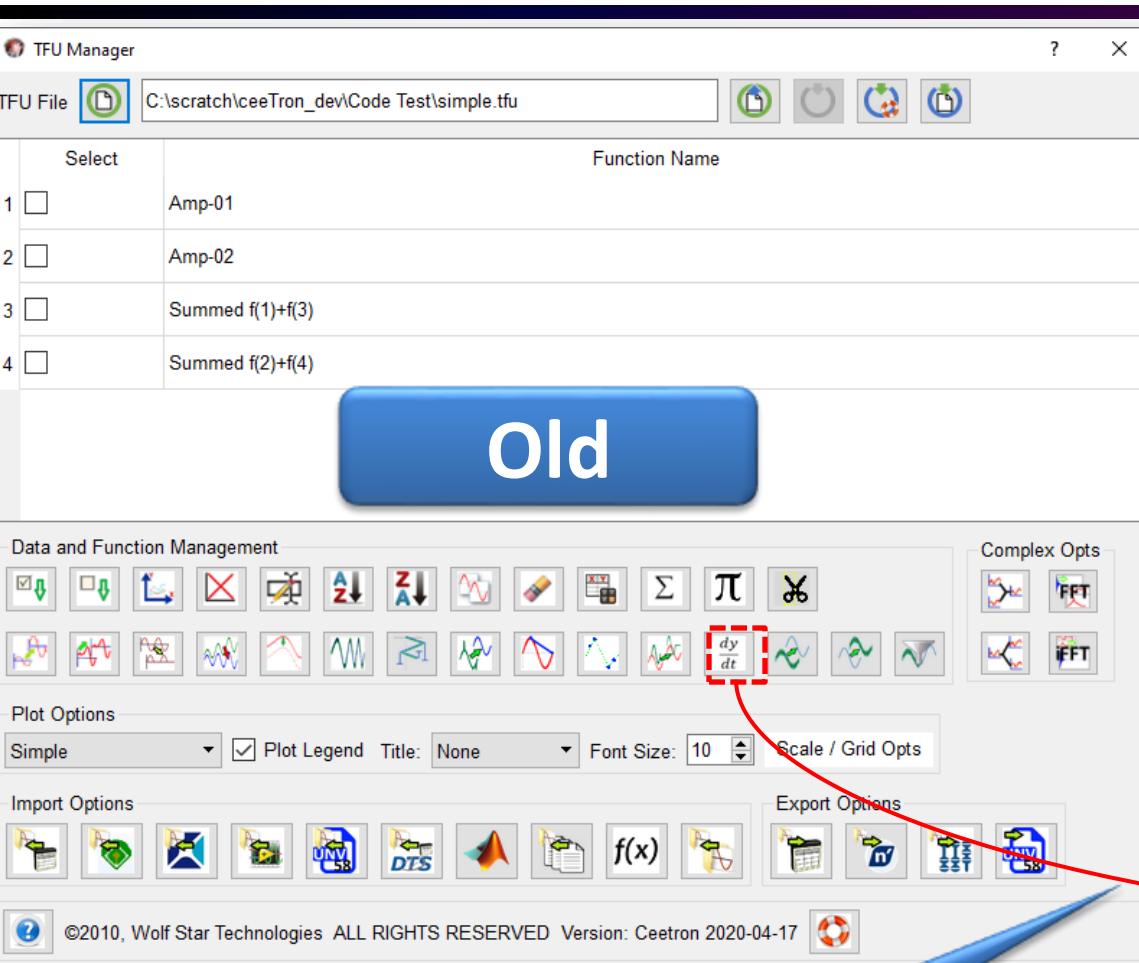 TFU Manager ? ×
TFU File C:\scratch\ceeTron_dev\Code Test\simple.tfu
Select Function Name
1 Amp-01
2 Amp-02
3 Summed f(1)+f(3)
4 Summed f(2)+f(4)
Old
Data and Function Management Complex Opts
A Z Z A X Y Σ π FFT
dy/dt iFFT
Plot Options
Simple Plot Legend Title: None Font Size: 10 Scale / Grid Opts
Import Options Export Options
UNV 58 DTS f(x) n UNV 58
? ©2010, Wolf Star Technologies ALL RIGHTS RESERVED Version: Ceetron 2020-04-17